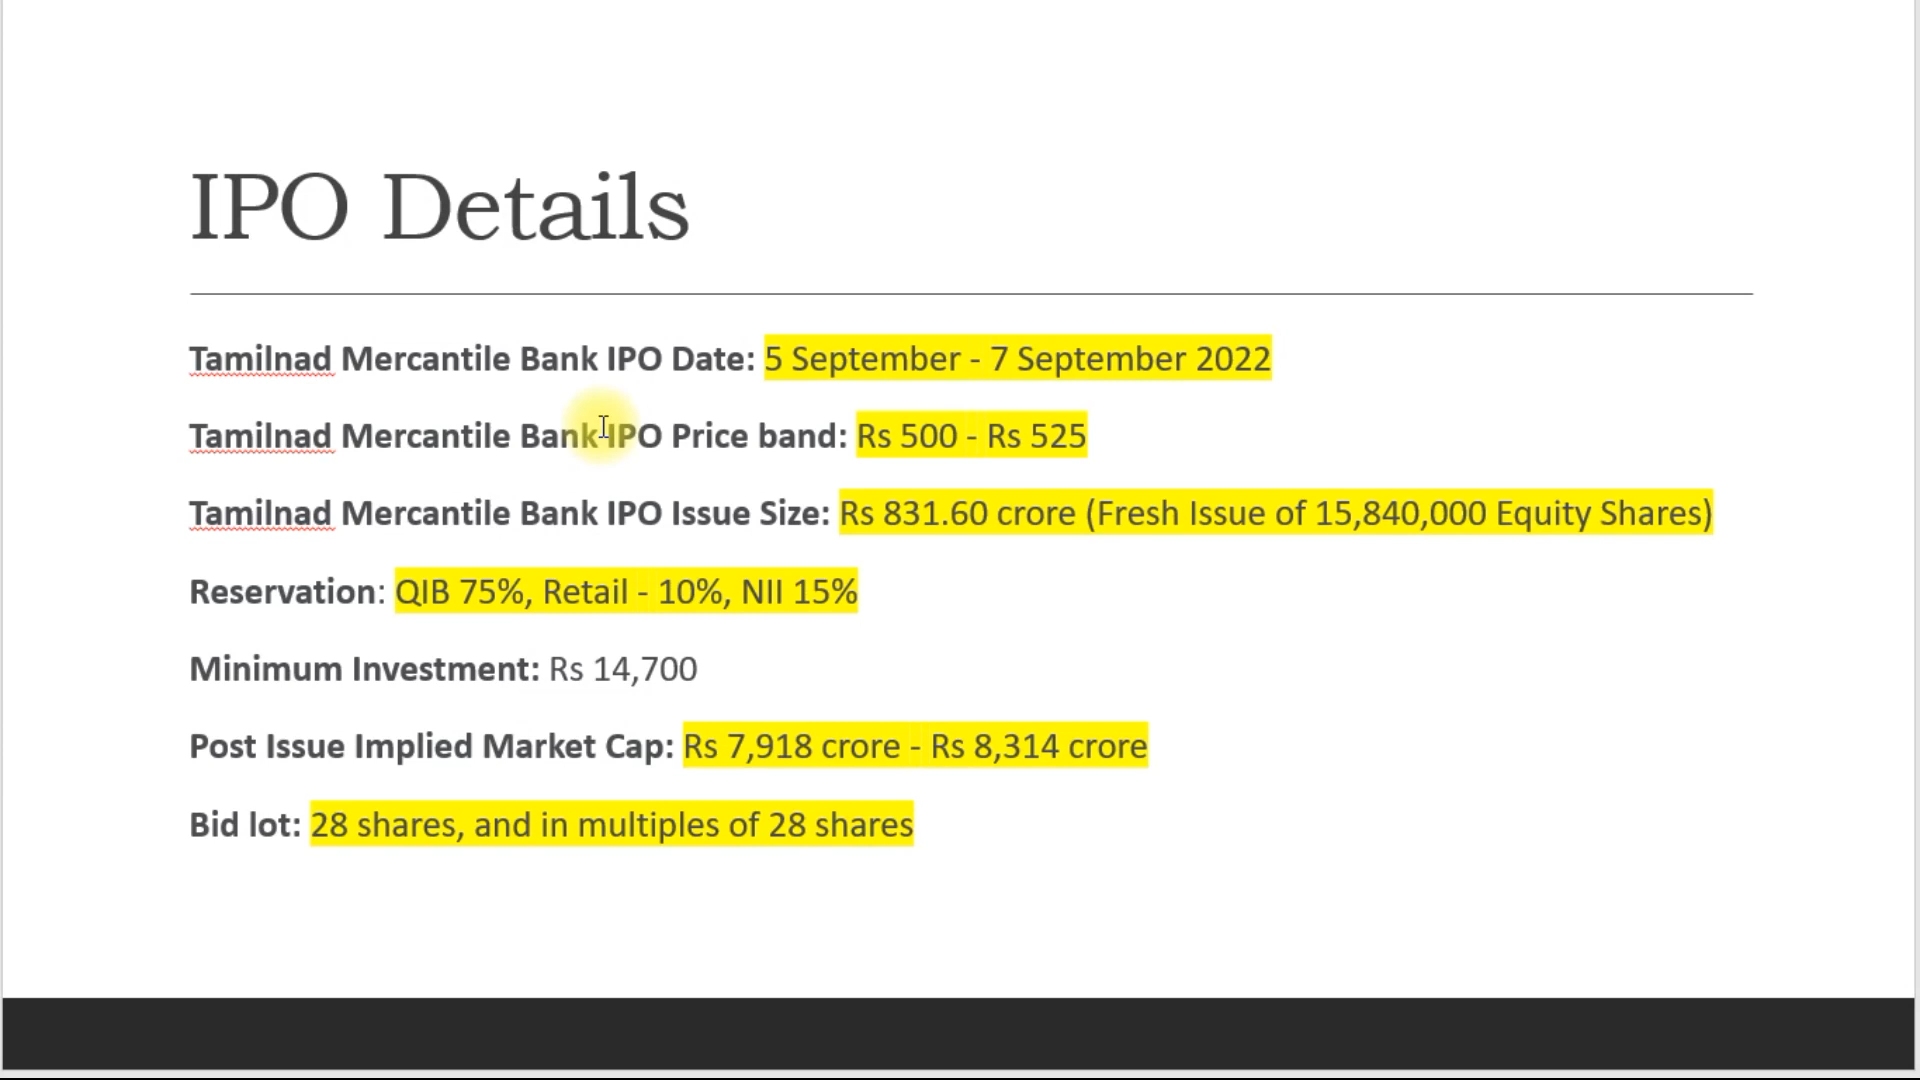 IPO Details
Tamilnad Mercantile Bank IPO Date: 5 September - 7 September 2022
Tamilnad Mercantile Bank IPO Price band: Rs 500 - Rs 525
Tamilnad Mercantile Bank IPO Issue Size: Rs 831.60 crore (Fresh Issue of 15,840,000 Equity Shares)
Reservation: QIB 75%, Retail - 10%, NII 15%
Minimum Investment: Rs 14,700
Post Issue Implied Market Cap: Rs 7,918 crore - Rs 8,314 crore
Bid lot: 28 shares, and in multiples of 28 shares